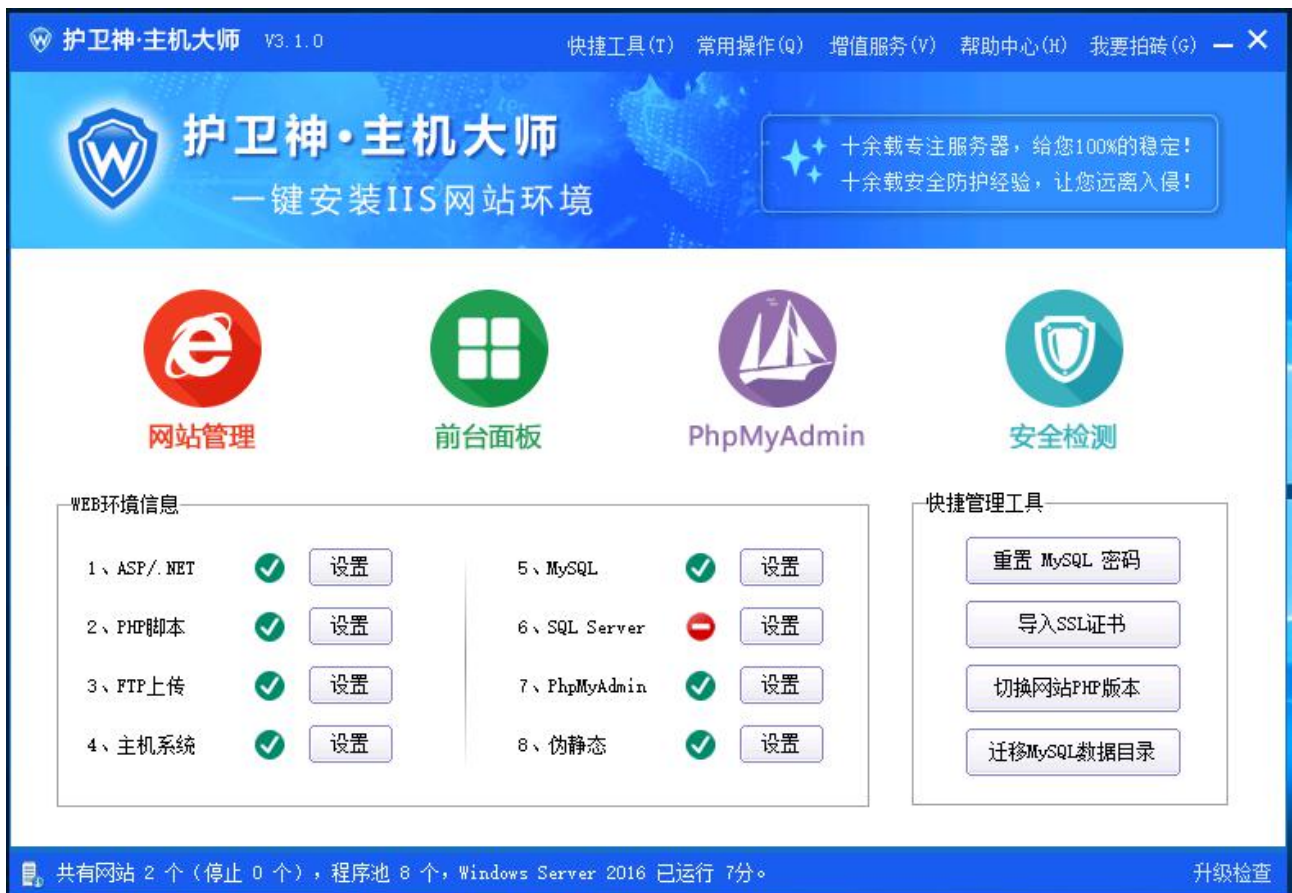 护卫神·主机大师 V3.1.0 快捷工具(T) 常用操作(Q) 增值服务(V) 帮助中心(H) 我要拍砖(G)
护卫神·主机大师
一键安装IIS网站环境
十余载专注服务器，给您100%的稳定！
十余载安全防护经验，让您远离入侵！
网站管理 前台面板 PhpMyAdmin 安全检测
WEB环境信息
1、ASP/.NET 设置 5、MySQL 设置
2、PHP脚本 设置 6、SQL Server 设置
3、FTP上传 设置 7、PhpMyAdmin 设置
4、主机系统 设置 8、伪静态 设置
快捷管理工具
重置 MySQL 密码
导入SSL证书
切换网站PHP版本
迁移MySQL数据目录
共有网站 2 个（停止 0 个），程序池 8 个，Windows Server 2016 已运行 7分。 升级检查